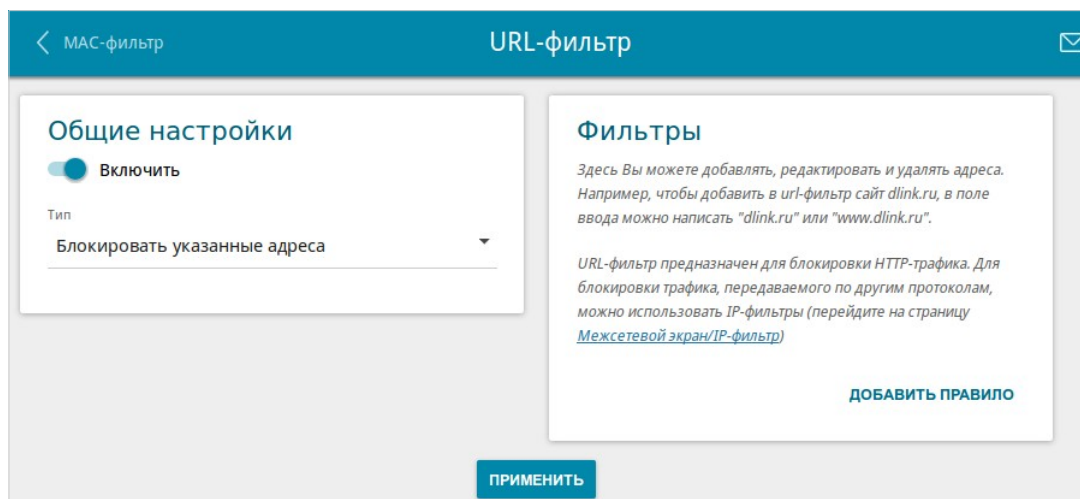 МАС-фильтр
URL-фильтр
Общие настройки
Включить
Тип
Блокировать указанные адреса
Фильтры
Здесь Вы можете добавлять, редактировать и удалять адреса.
Например, чтобы добавить в url-фильтр сайт dlink.ru, в поле
ввода можно написать "dlink.ru" или "www.dlink.ru".
URL-фильтр предназначен для блокировки HTTP-трафика. Для
блокировки трафика, передаваемого по другим протоколам,
можно использовать IP-фильтры (перейдите на страницу
Межсетевой экран/IP-фильтр)
ДОБАВИТЬ ПРАВИЛО
ПРИМЕНИТЬ